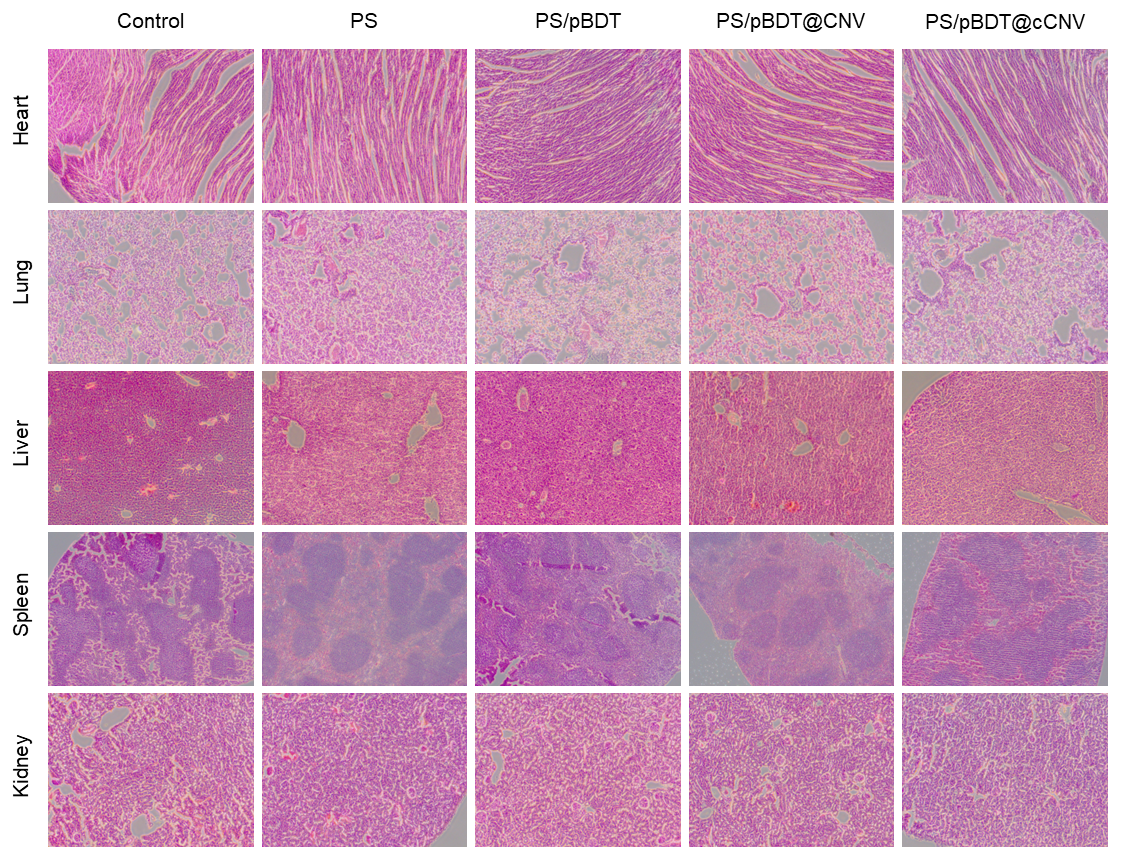 Control PS PS/pBDT PS/pBDT@CNV PS/pBDT@cCNV
Heart
Lung
Liver
Spleen
Kidney